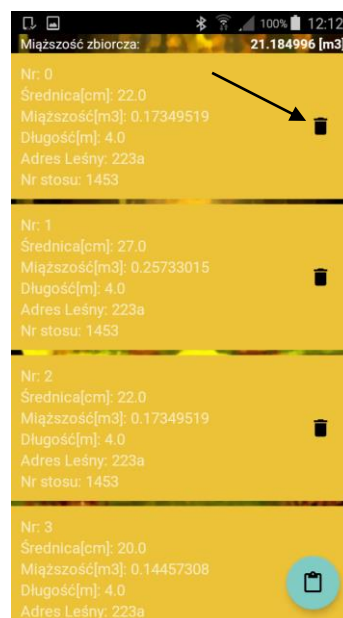 100% 12:12
Miąższość zbiorcza: 21.184996 [m3]
Nr: 0
Średnica[cm]: 22.0
Miąższość[m3]: 0.17349519
Długość[m]: 4.0
Adres Leśny: 223a
Nr stosu: 1453
Nr: 1
Średnica[cm]: 27.0
Miąższość[m3]: 0.25733015
Długość[m]: 4.0
Adres Leśny: 223a
Nr stosu: 1453
Nr: 2
Średnica[cm]: 22.0
Miąższość[m3]: 0.17349519
Długość[m]: 4.0
Adres Leśny: 223a
Nr stosu: 1453
Nr: 3
Średnica[cm]: 20.0
Miąższość[m3]: 0.14457308
Długość[m]: 4.0
Adres Leśny: 223a